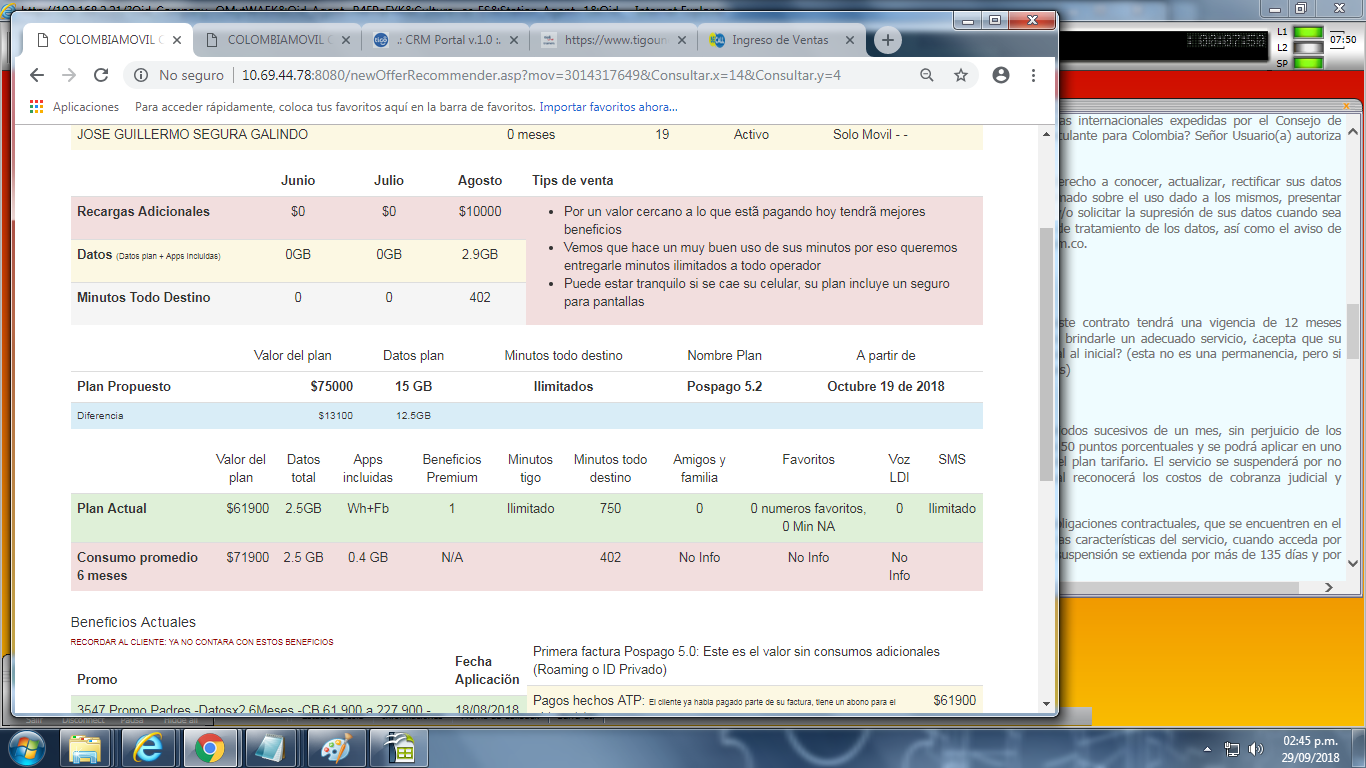 COLOMBIAMOVIL
COLOMBIAMOVIL
.: CRM Portal v.1.0 :.
https://www.tigoun
Ingreso de Ventas
No seguro
10.69.44.78:8080/newOfferRecommender.asp?mov=3014317649&Consultar.x=14&Consultar.y=4
Aplicaciones
Para acceder rápidamente, coloca tus favoritos aquí en la barra de favoritos. Importar favoritos ahora...
JOSE GUILLERMO SEGURA GALINDO 0 meses 19 Activo Solo Movil - -
Junio Julio Agosto Tips de venta
Recargas Adicionales $0 $0 $10000
Por un valor cercano a lo que estã pagando hoy tendrã mejores
beneficios
Datos (Datos plan + Apps Incluidas) 0GB 0GB 2.9GB
Vemos que hace un muy buen uso de sus minutos por eso queremos
entregarle minutos ilimitados a todo operador
Minutos Todo Destino 0 0 402
Puede estar tranquilo si se cae su celular, su plan incluye un seguro
para pantallas
Valor del plan Datos plan Minutos todo destino Nombre Plan A partir de
Plan Propuesto $75000 15 GB Ilimitados Pospago 5.2 Octubre 19 de 2018
Diferencia $13100 12.5GB
Valor del plan Datos total Apps incluidas Beneficios Premium Minutos tigo Minutos todo destino Amigos y familia Favoritos Voz LDI SMS
Plan Actual $61900 2.5GB Wh+Fb 1 Ilimitado 750 0 0 numeros favoritos, 0 Min NA 0 Ilimitado
Consumo promedio 6 meses $71900 2.5 GB 0.4 GB N/A 402 No Info No Info No Info
Beneficios Actuales
RECORDAR AL CLIENTE: YA NO CONTARA CON ESTOS BENEFICIOS
Promo Fecha Aplicación
3547 Promo Padres -Datosx2 6Meses -CB 61.900 a 227.900 - 18/08/2018
Primera factura Pospago 5.0: Este es el valor sin consumos adicionales
(Roaming o ID Privado)
Pagos hechos ATP: El cliente ya habia pagado parte de su factura, tiene un abono para el $61900
L1
L2
SP
07:50
as internacionales expedidas por el Consejo de
tulante para Colombia? Señor Usuario(a) autoriza
erecho a conocer, actualizar, rectificar sus datos
mado sobre el uso dado a los mismos, presentar
/o solicitar la supresión de sus datos cuando sea
de tratamiento de los datos, así como el aviso de
m.co.
ste contrato tendrá una vigencia de 12 meses
brindarle un adecuado servicio, ¿acepta que su
al al inicial? (esta no es una permanencia, pero si
s)
odos sucesivos de un mes, sin perjuicio de los
50 puntos porcentuales y se podrá aplicar en uno
el plan tarifario. El servicio se suspenderá por no
al reconocerá los costos de cobranza judicial y
bligaciones contractuales, que se encuentren en el
as características del servicio, cuando acceda por
suspensión se extienda por más de 135 días y por
02:45 p.m.
29/09/2018